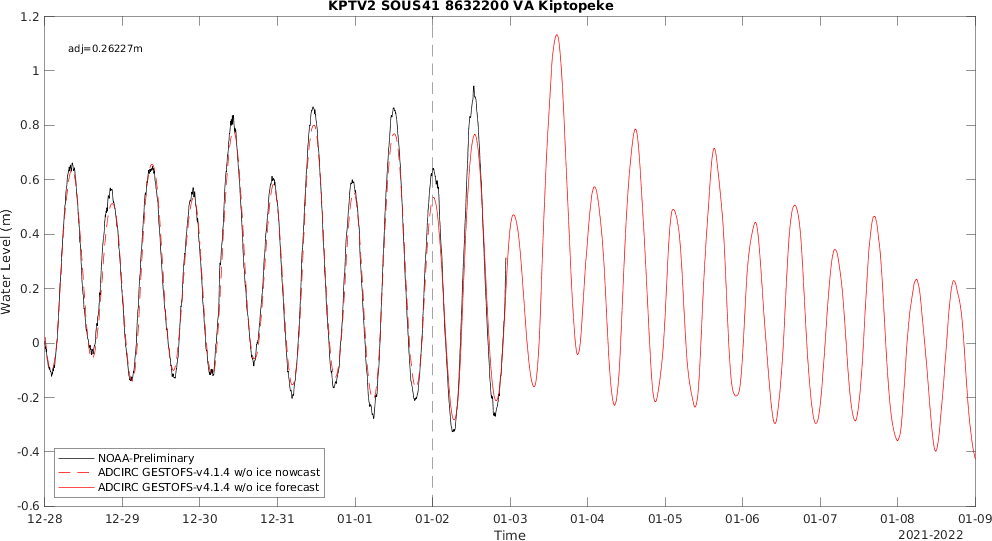 KPTV2 SOUS41 8632200 VA Kiptopeke
1.2
adj=0.26227m
1
0.8
0.6
0.4
0.2
0
-0.2
-0.4
-0.6
Water Level (m)
NOAA-Preliminary
ADCIRC GESTOFS-v4.1.4 w/o ice nowcast
ADCIRC GESTOFS-v4.1.4 w/o ice forecast
12-28 12-29 12-30 12-31 01-01 01-02 01-03 01-04 01-05 01-06 01-07 01-08 01-09
Time
2021-2022